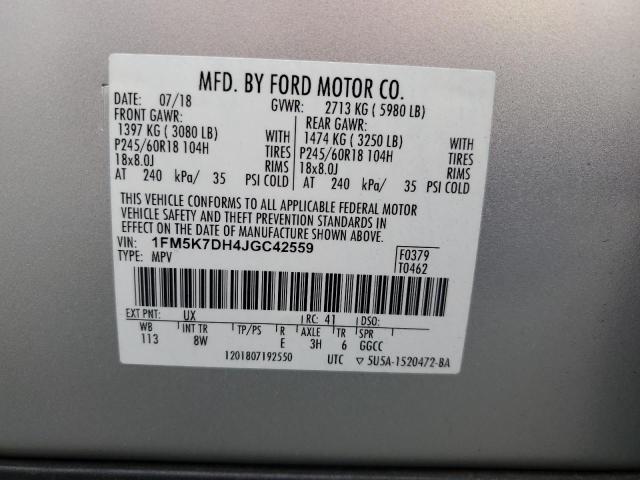 MFD. BY FORD MOTOR CO.
DATE: 07/18 GVWR: 2713 KG ( 5980 LB)
FRONT GAWR: REAR GAWR:
1397 KG ( 3080 LB) WITH 1474 KG ( 3250 LB) WITH
P245/60R18 104H TIRES P245/60R18 104H TIRES
18x8.0J RIMS 18x8.0J RIMS
AT 240 kPa/ 35 PSI COLD AT 240 kPa/ 35 PSI COLD
THIS VEHICLE CONFORMS TO ALL APPLICABLE FEDERAL MOTOR
VEHICLE SAFETY AND THEFT PREVENTION STANDARDS IN
EFFECT ON THE DATE OF MANUFACTURE SHOWN ABOVE.
VIN: 1FM5K7DH4JGC42559 F0379
TYPE: MPV T0462
EXT PNT: UX RC: 41 DSO:
WB INT TR TP/PS R AXLE TR SPR
113 8W E 3H 6 GGCC
1201807192550 UTC ▽ 5U5A-1520472-BA